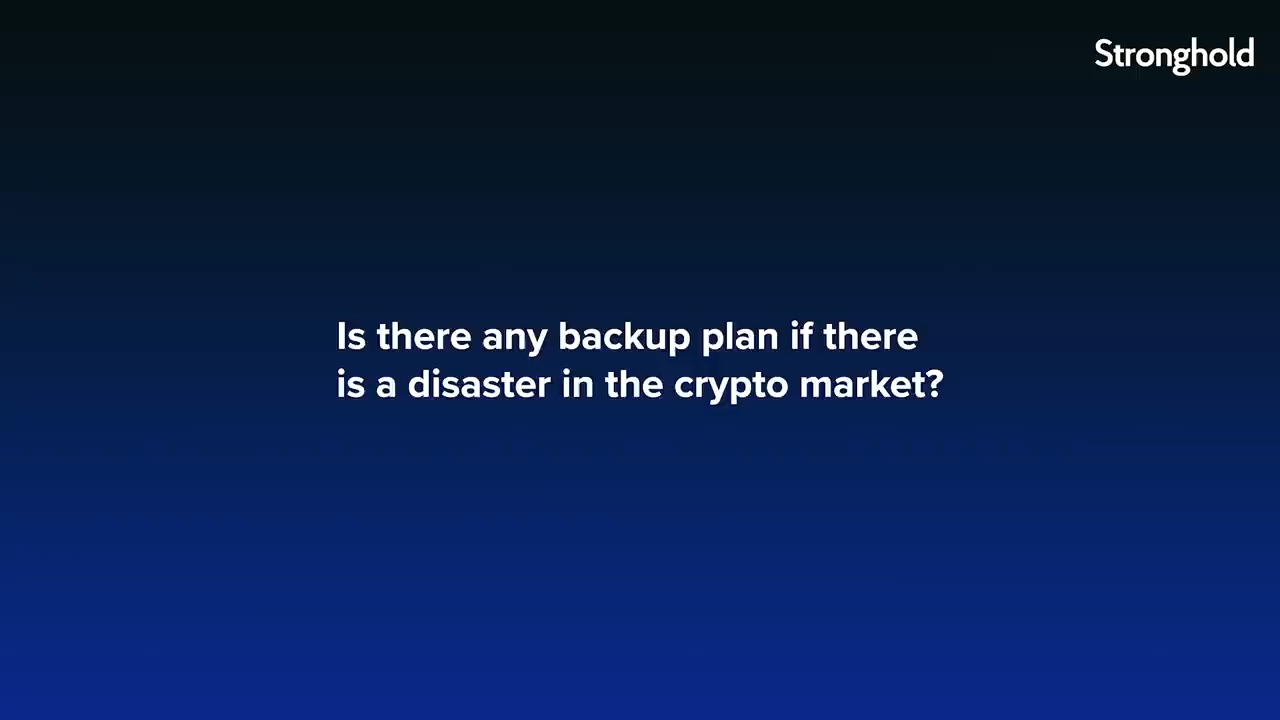 Stronghold
Is there any backup plan if there
is a disaster in the crypto market?